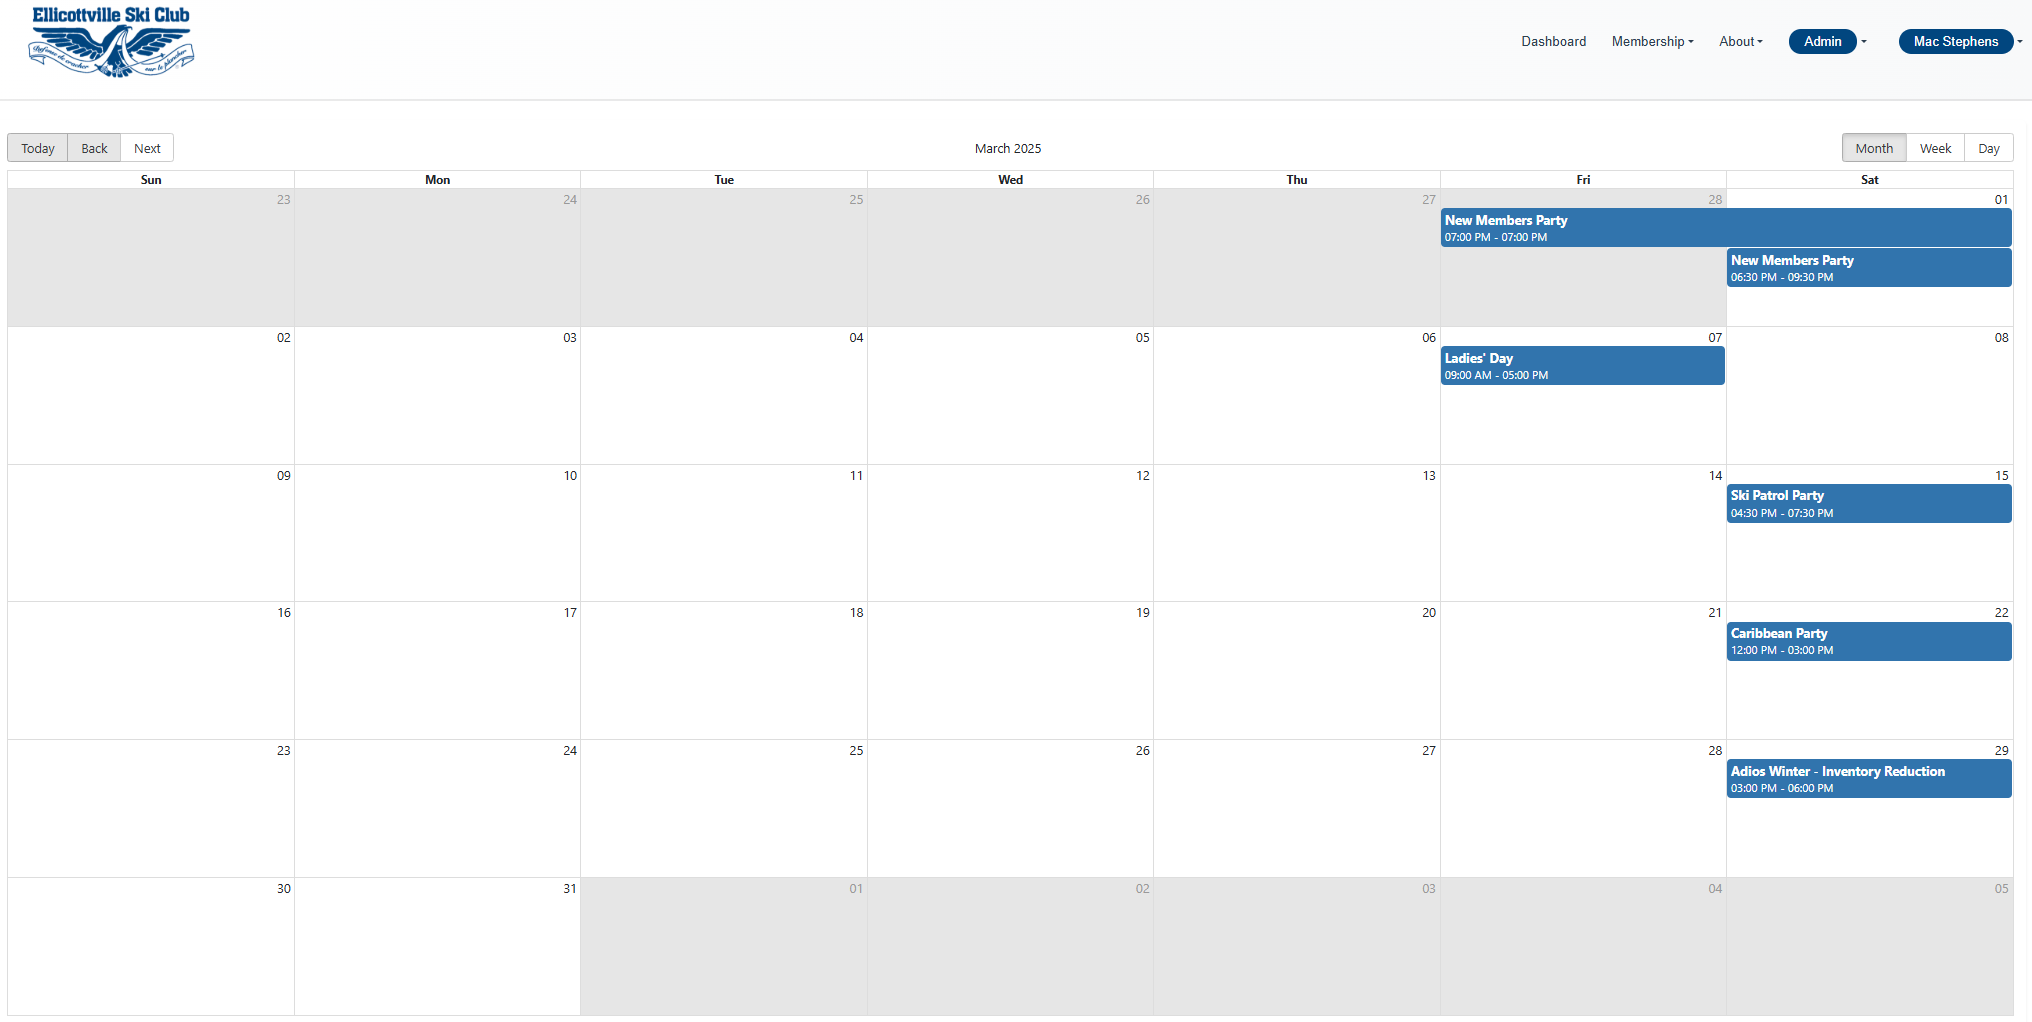 Ellicottville Ski Club
Dashboard
Membership
About
Admin
Mac Stephens
Today
Back
Next
March 2025
Month
Week
Day
Sun Mon Tue Wed Thu Fri Sat
23 24 25 26 27 28 01
New Members Party
07:00 PM - 07:00 PM
New Members Party
06:30 PM - 09:30 PM
02 03 04 05 06 07 08
Ladies' Day
09:00 AM - 05:00 PM
09 10 11 12 13 14 15
Ski Patrol Party
04:30 PM - 07:30 PM
16 17 18 19 20 21 22
Caribbean Party
12:00 PM - 03:00 PM
23 24 25 26 27 28 29
Adios Winter - Inventory Reduction
03:00 PM - 06:00 PM
30 31 01 02 03 04 05